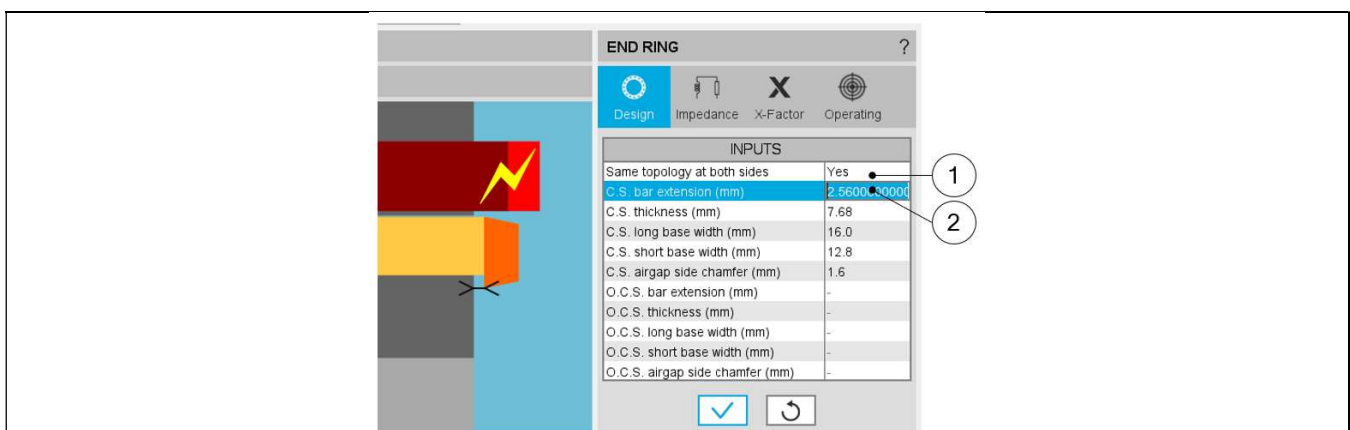 END RING ?
Design Impedance X-Factor Operating
INPUTS
Same topology at both sides Yes
C.S. bar extension (mm) 2.5600000000
C.S. thickness (mm) 7.68
C.S. long base width (mm) 16.0
C.S. short base width (mm) 12.8
C.S. airgap side chamfer (mm) 1.6
O.C.S. bar extension (mm) -
O.C.S. thickness (mm) -
O.C.S. long base width (mm) -
O.C.S. short base width (mm) -
O.C.S. airgap side chamfer (mm) -
1
2